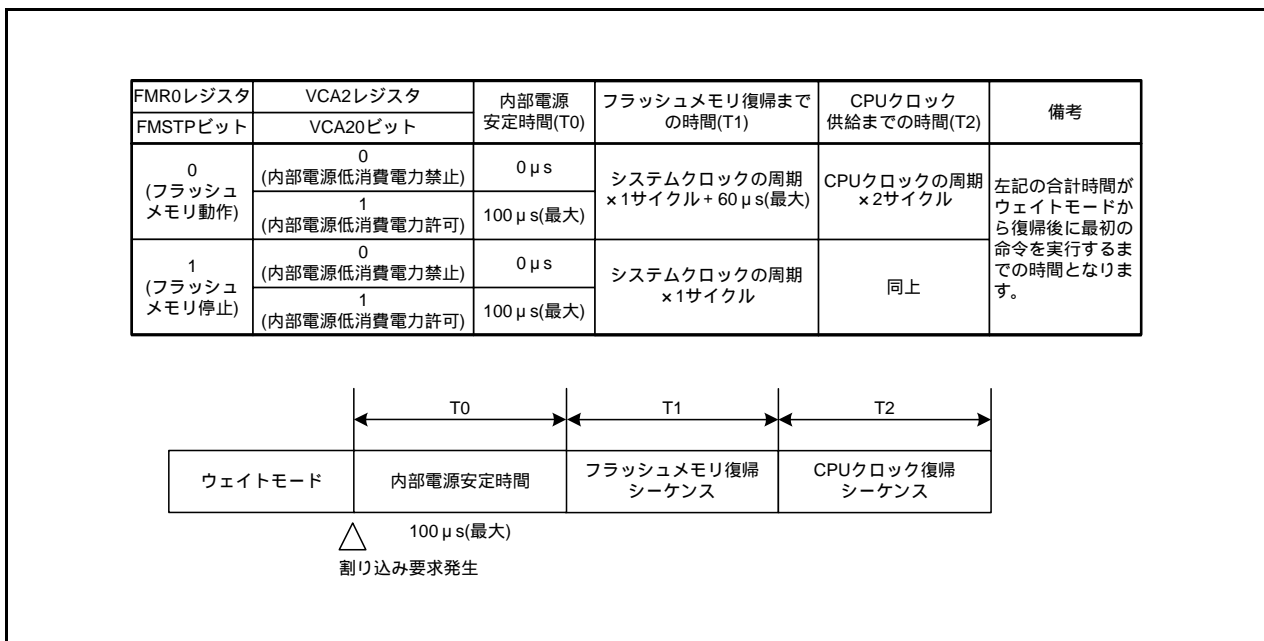 FMR0レジスタ
FMSTPビット
VCA2レジスタ
VCA20ビット
内部電源
安定時間(T0)
フラッシュメモリ復帰まで
の時間(T1)
CPUクロック
供給までの時間(T2)
備考
0
(フラッシュ
メモリ動作)
0
(内部電源低消費電力禁止)
0μs
1
(内部電源低消費電力許可)
100μs(最大)
システムクロックの周期
×1サイクル + 60μs(最大)
CPUクロックの周期
×2サイクル
左記の合計時間が
ウェイトモードか
ら復帰後に最初の
命令を実行するま
での時間となりま
す。
1
(フラッシュ
メモリ停止)
0
(内部電源低消費電力禁止)
0μs
1
(内部電源低消費電力許可)
100μs(最大)
システムクロックの周期
×1サイクル
同上
T0
T1
T2
ウェイトモード
内部電源安定時間
フラッシュメモリ復帰
シーケンス
CPUクロック復帰
シーケンス
100μs(最大)
割り込み要求発生